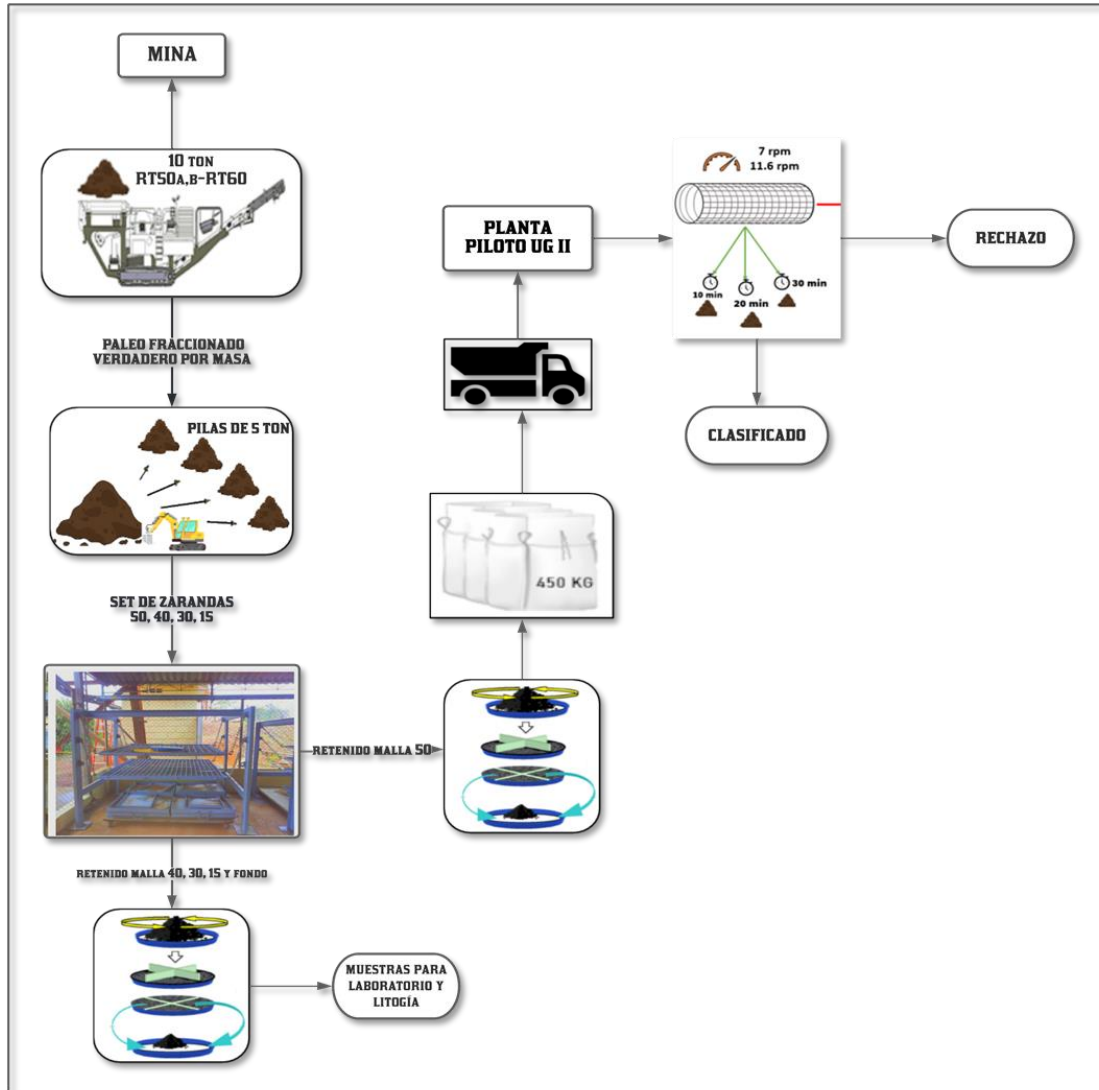 MINA
10 TON
RT50A,B-RT60
PALEO FRACCIONADO
VERDADERO POR MASA
PILAS DE 5 TON
SET DE ZARANDAS
50, 40, 30, 15
RETENIDO MALLA 50
RETENIDO MALLA 40, 30, 15 Y FONDO
MUESTRAS PARA
LABORATORIO Y
LITOGÍA
450 KG
PLANTA
PILOTO UG II
7 rpm
11.6 rpm
10 min
20 min
30 min
RECHAZO
CLASIFICADO